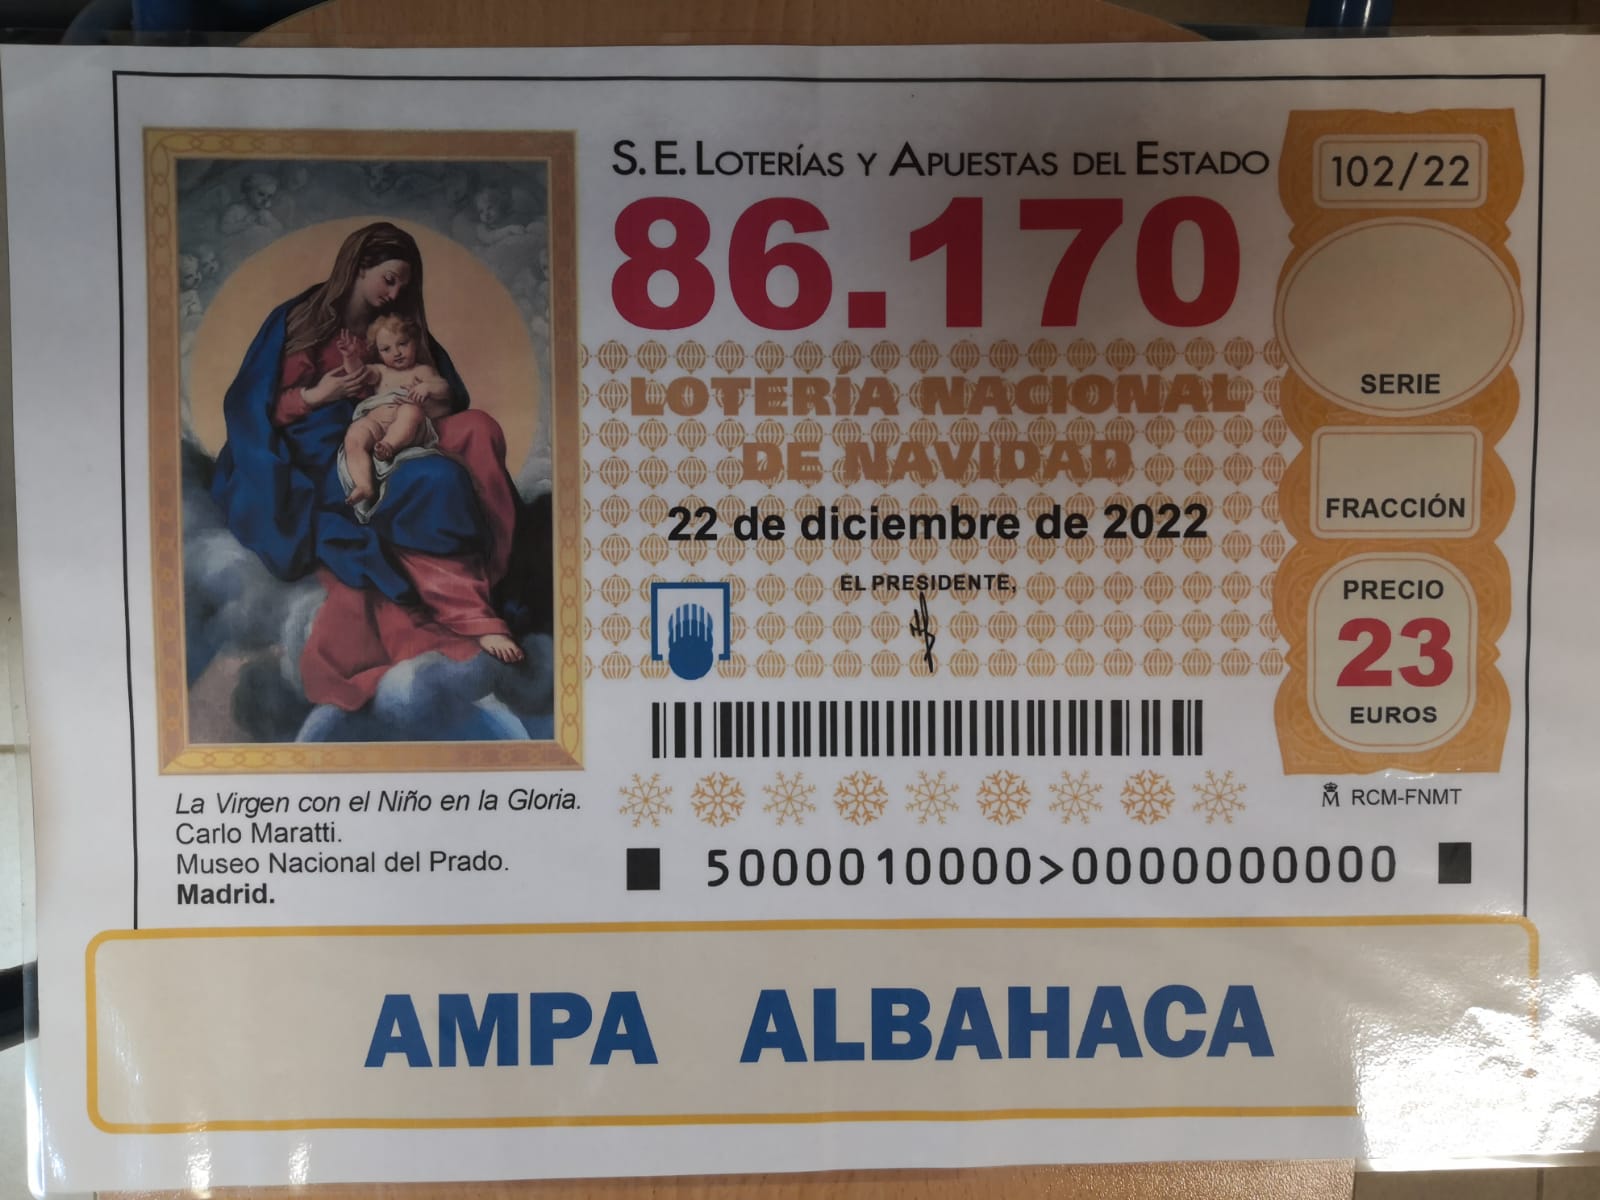 S.E. LOTERÍAS Y APUESTAS DEL ESTADO
86.170
LOTERÍA NACIONAL
DE NAVIDAD
22 de diciembre de 2022
EL PRESIDENTE,
102/22
SERIE
FRACCIÓN
PRECIO
23
EUROS
RCM-FNMT
La Virgen con el Niño en la Gloria.
Carlo Maratti.
Museo Nacional del Prado.
Madrid.
5000010000>0000000000
AMPA ALBAHACA